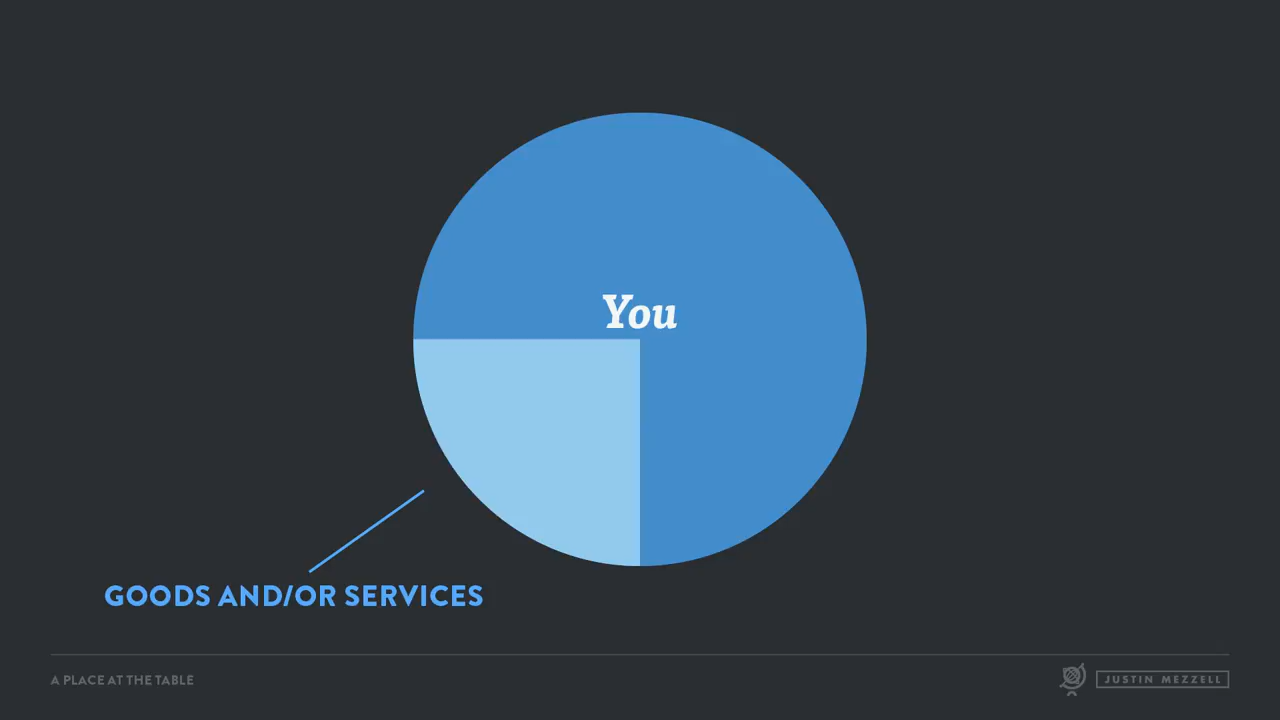 You
GOODS AND/OR SERVICES
A PLACE AT THE TABLE
JUSTIN MEZZELL